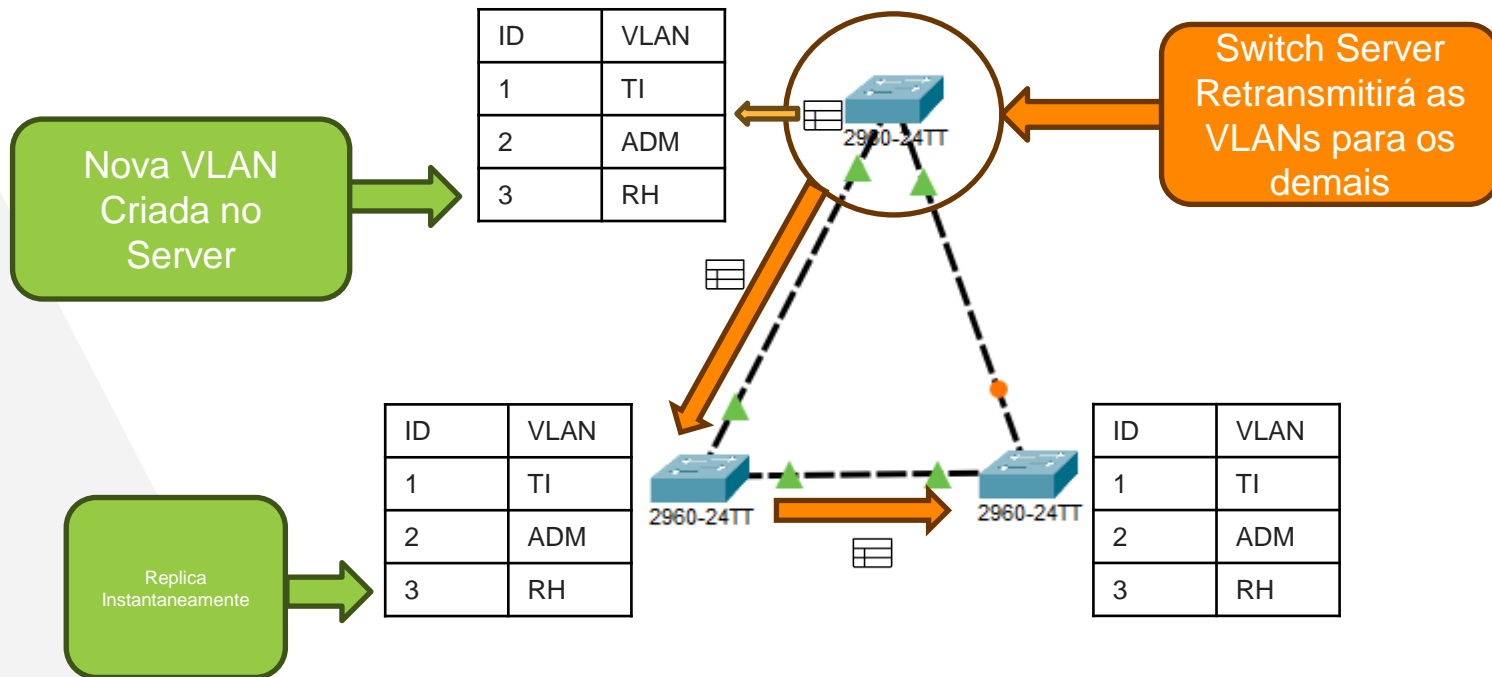 ID VLAN
1 TI
2 ADM
3 RH
2960-24TT
Switch Server
Retransmitirá as
VLANs para os
demais
Nova VLAN
Criada no
Server
ID VLAN
1 TI
2 ADM
3 RH
2960-24TT
2960-24TT
ID VLAN
1 TI
2 ADM
3 RH
Replica
Instantaneamente